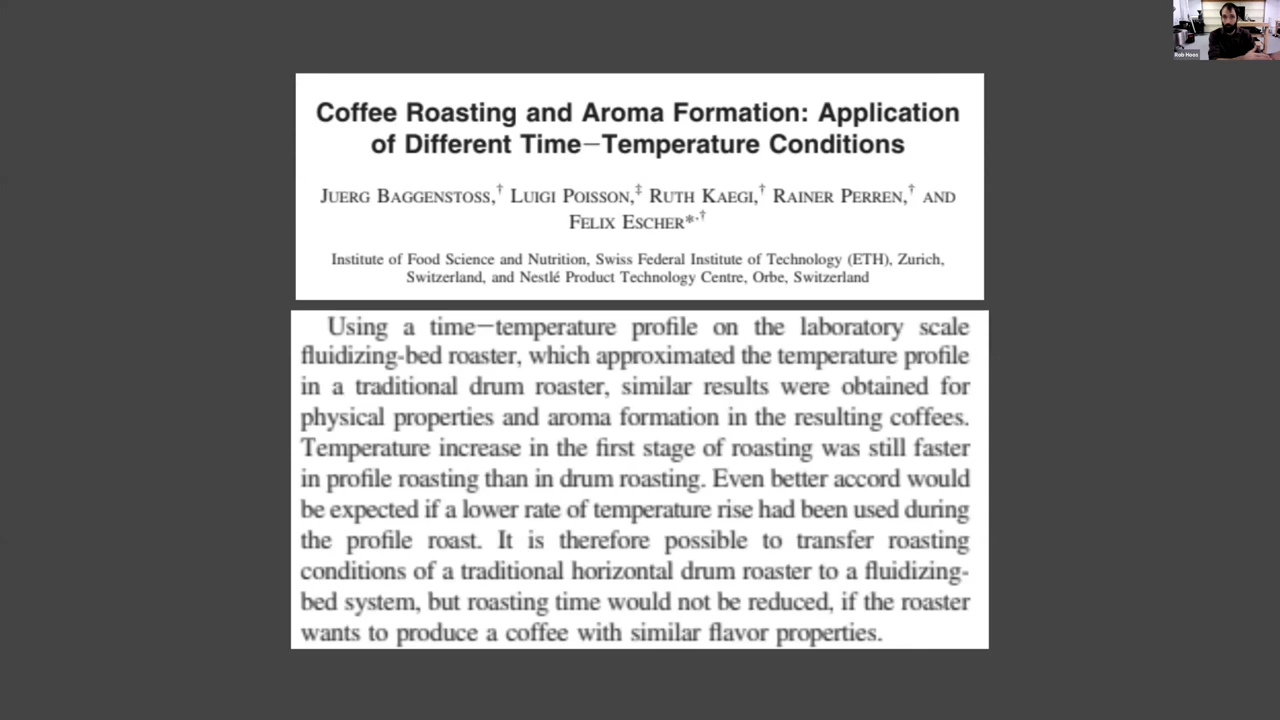 Coffee Roasting and Aroma Formation: Application
of Different Time−Temperature Conditions
JUERG BAGGENSTOSS,† LUIGI POISSON,‡ RUTH KAEGI,† RAINER PERREN,† AND
FELIX ESCHER*,†
Institute of Food Science and Nutrition, Swiss Federal Institute of Technology (ETH), Zurich,
Switzerland, and Nestlé Product Technology Centre, Orbe, Switzerland
Using a time−temperature profile on the laboratory scale
fluidizing-bed roaster, which approximated the temperature profile
in a traditional drum roaster, similar results were obtained for
physical properties and aroma formation in the resulting coffees.
Temperature increase in the first stage of roasting was still faster
in profile roasting than in drum roasting. Even better accord would
be expected if a lower rate of temperature rise had been used during
the profile roast. It is therefore possible to transfer roasting
conditions of a traditional horizontal drum roaster to a fluidizing-
bed system, but roasting time would not be reduced, if the roaster
wants to produce a coffee with similar flavor properties.
Rob Hoos